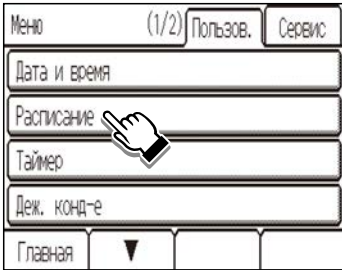 Меню (1/2) Пользов. Сервис
Дата и время
Расписание
Таймер
Деж. конд-е
Главная ▼